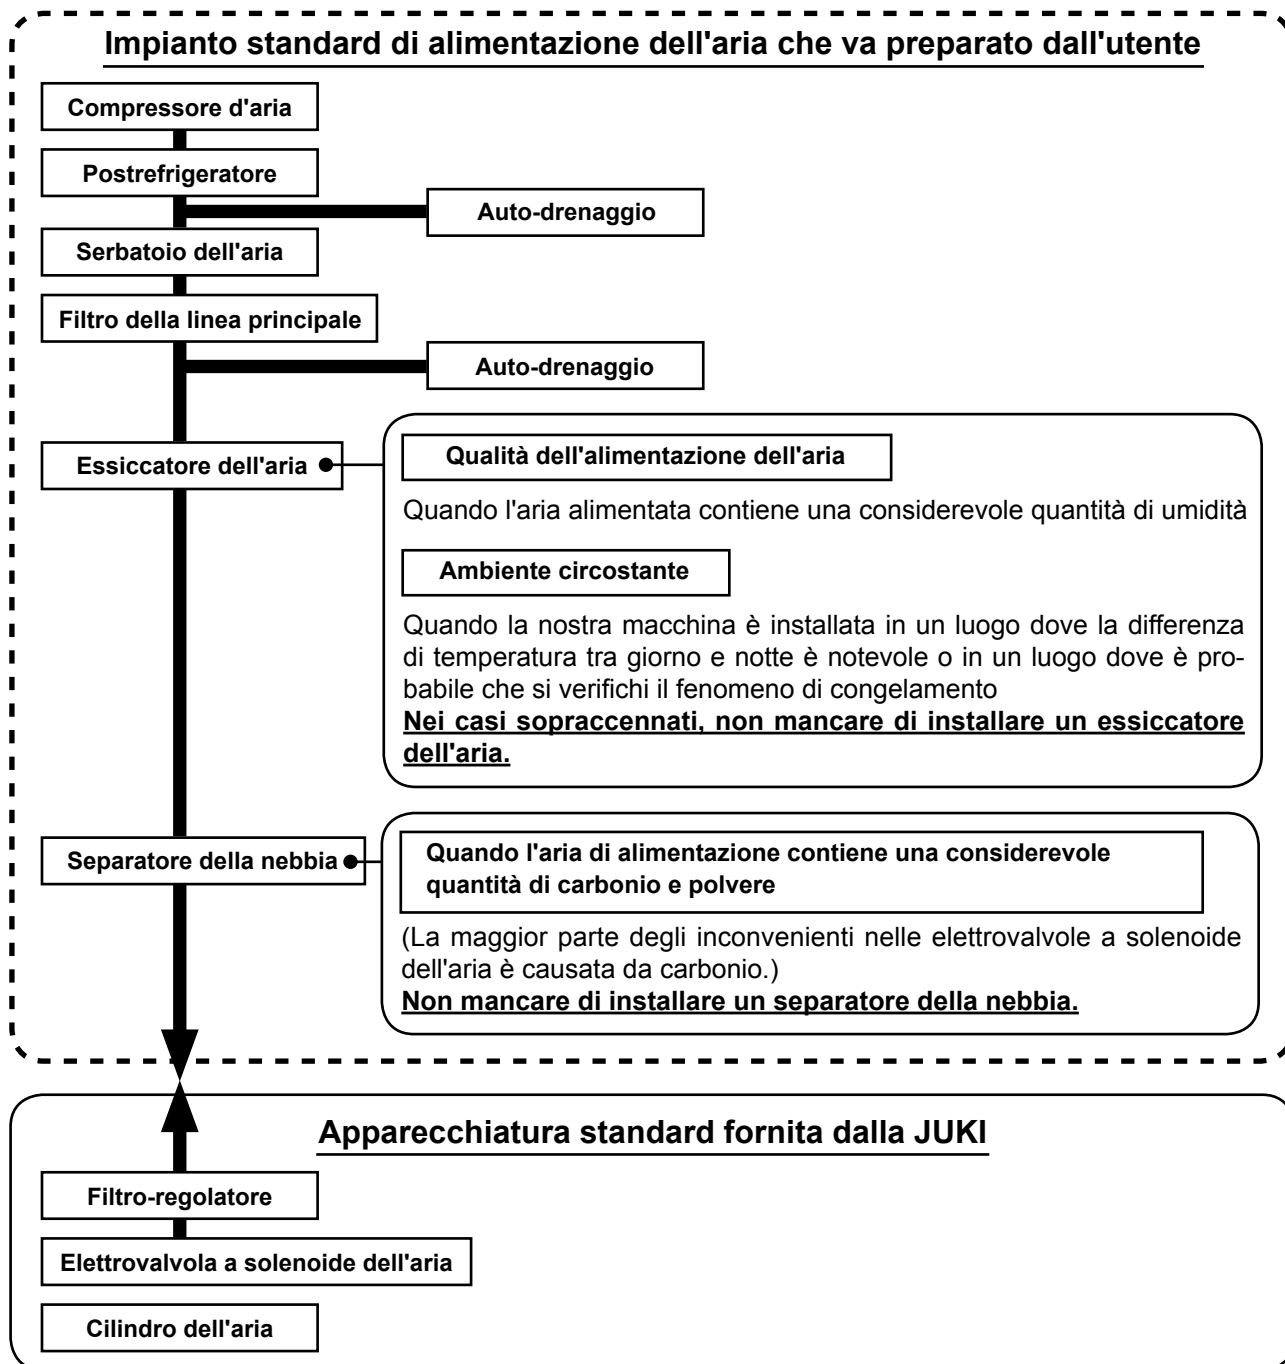 Impianto standard di alimentazione dell'aria che va preparato dall'utente
Compressore d'aria
Postrefrigeratore
Auto-drenaggio
Serbatoio dell'aria
Filtro della linea principale
Auto-drenaggio
Essiccatore dell'aria
Qualità dell'alimentazione dell'aria
Quando l'aria alimentata contiene una considerevole quantità di umidità
Ambiente circostante
Quando la nostra macchina è installata in un luogo dove la differenza
di temperatura tra giorno e notte è notevole o in un luogo dove è pro-
babile che si verifichi il fenomeno di congelamento
Nei casi sopraccennati, non mancare di installare un essiccatore
dell'aria.
Separatore della nebbia
Quando l'aria di alimentazione contiene una considerevole
quantità di carbonio e polvere
(La maggior parte degli inconvenienti nelle elettrovalvole a solenoide
dell'aria è causata da carbonio.)
Non mancare di installare un separatore della nebbia.
Apparecchiatura standard fornita dalla JUKI
Filtro-regolatore
Elettrovalvola a solenoide dell'aria
Cilindro dell'aria